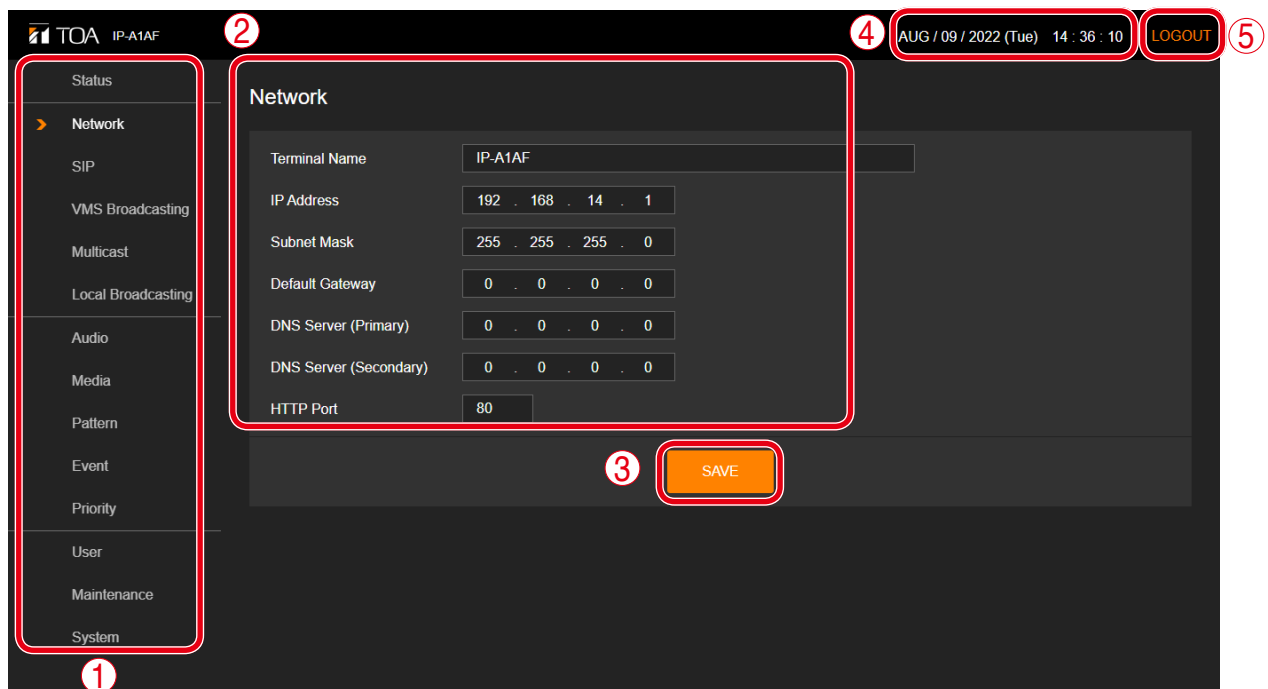 TOA IP-A1AF
②
④
AUG / 09 / 2022 (Tue) 14 : 36 : 10
LOGOUT
⑤
Status
Network
SIP
VMS Broadcasting
Multicast
Local Broadcasting
Audio
Media
Pattern
Event
Priority
User
Maintenance
System
①
Network
Terminal Name IP-A1AF
IP Address 192 . 168 . 14 . 1
Subnet Mask 255 . 255 . 255 . 0
Default Gateway 0 . 0 . 0 . 0
DNS Server (Primary) 0 . 0 . 0 . 0
DNS Server (Secondary) 0 . 0 . 0 . 0
HTTP Port 80
③
SAVE